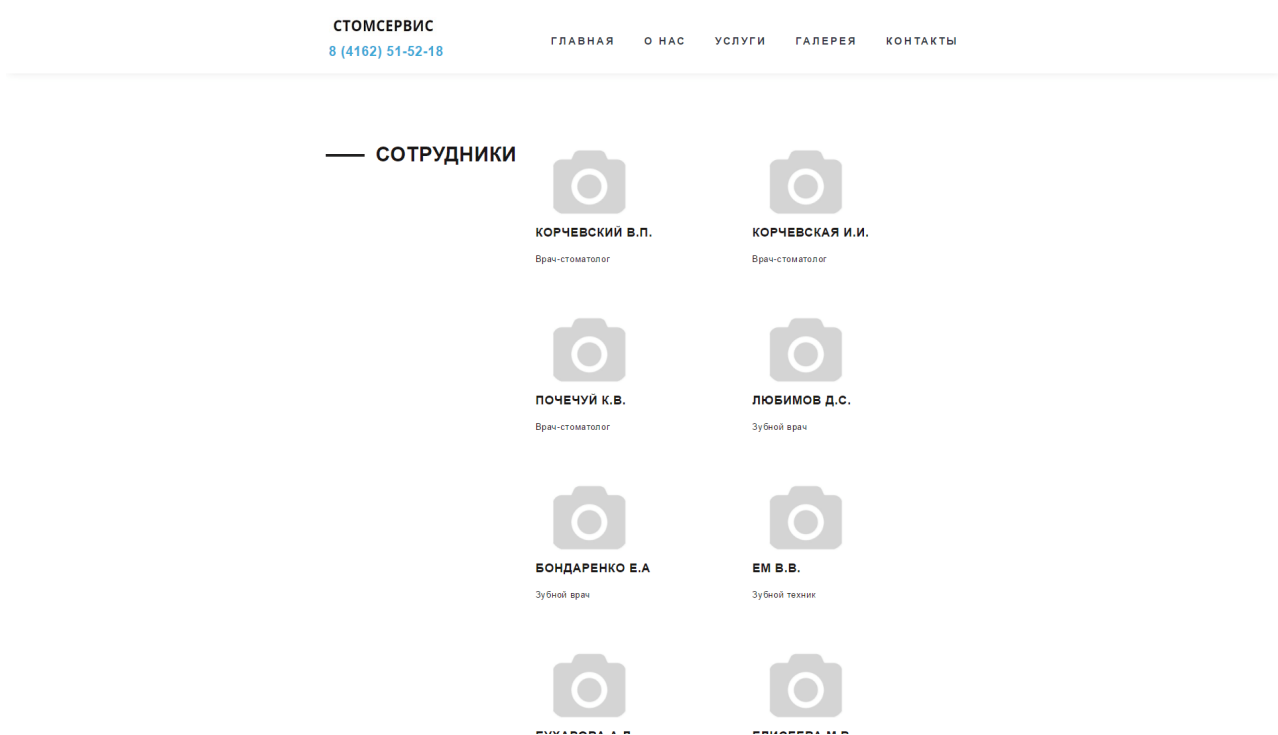 СТОМСЕРВИС
8 (4162) 51-52-18
ГЛАВНАЯ О НАС УСЛУГИ ГАЛЕРЕЯ КОНТАКТЫ
СОТРУДНИКИ
КОРЧЕВСКИЙ В.П. КОРЧЕВСКАЯ И.И.
Врач-стоматолог Врач-стоматолог
ПОЧЕЧУЙ К.В. ЛЮБИМОВ Д.С.
Врач-стоматолог Зубной врач
БОНДАРЕНКО Е.А ЕМ В.В.
Зубной врач Зубной техник